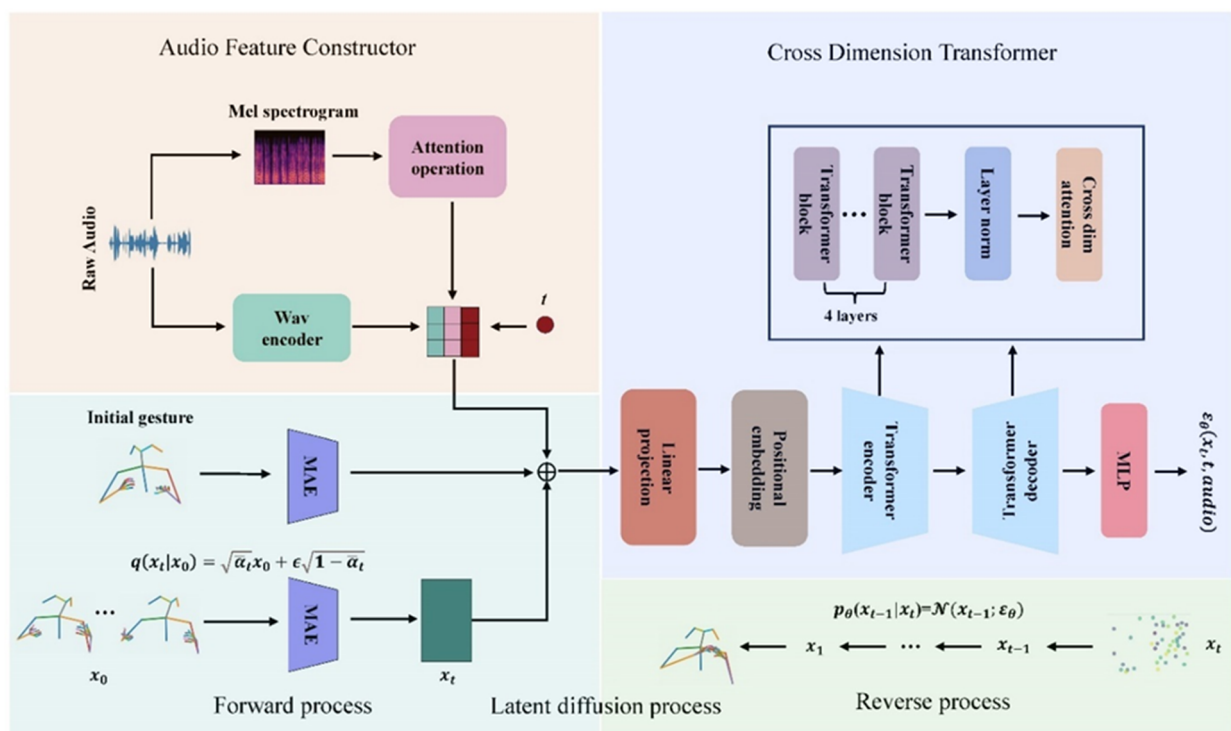 Audio Feature Constructor
Mel spectrogram
Attention
operation
Raw Audio
Wav
encoder
t
Cross Dimension Transformer
Transformer
block
...
Transformer
block
Layer norm
Cross dim
attention
4 layers
Initial gesture
MAE
q(xₜ|x₀) = √ᾱₜx₀ + ϵ√1 − ᾱₜ
...
MAE
x₀
xₜ
Forward process
Linear
projection
Positional
embedding
Transformer
encoder
Transformer
decoder
MLP
εθ(xₜ, t, audio)
pθ(xₜ₋₁|xₜ)=𝒩(xₜ₋₁; εθ)
x₁
...
xₜ₋₁
xₜ
Latent diffusion process
Reverse process